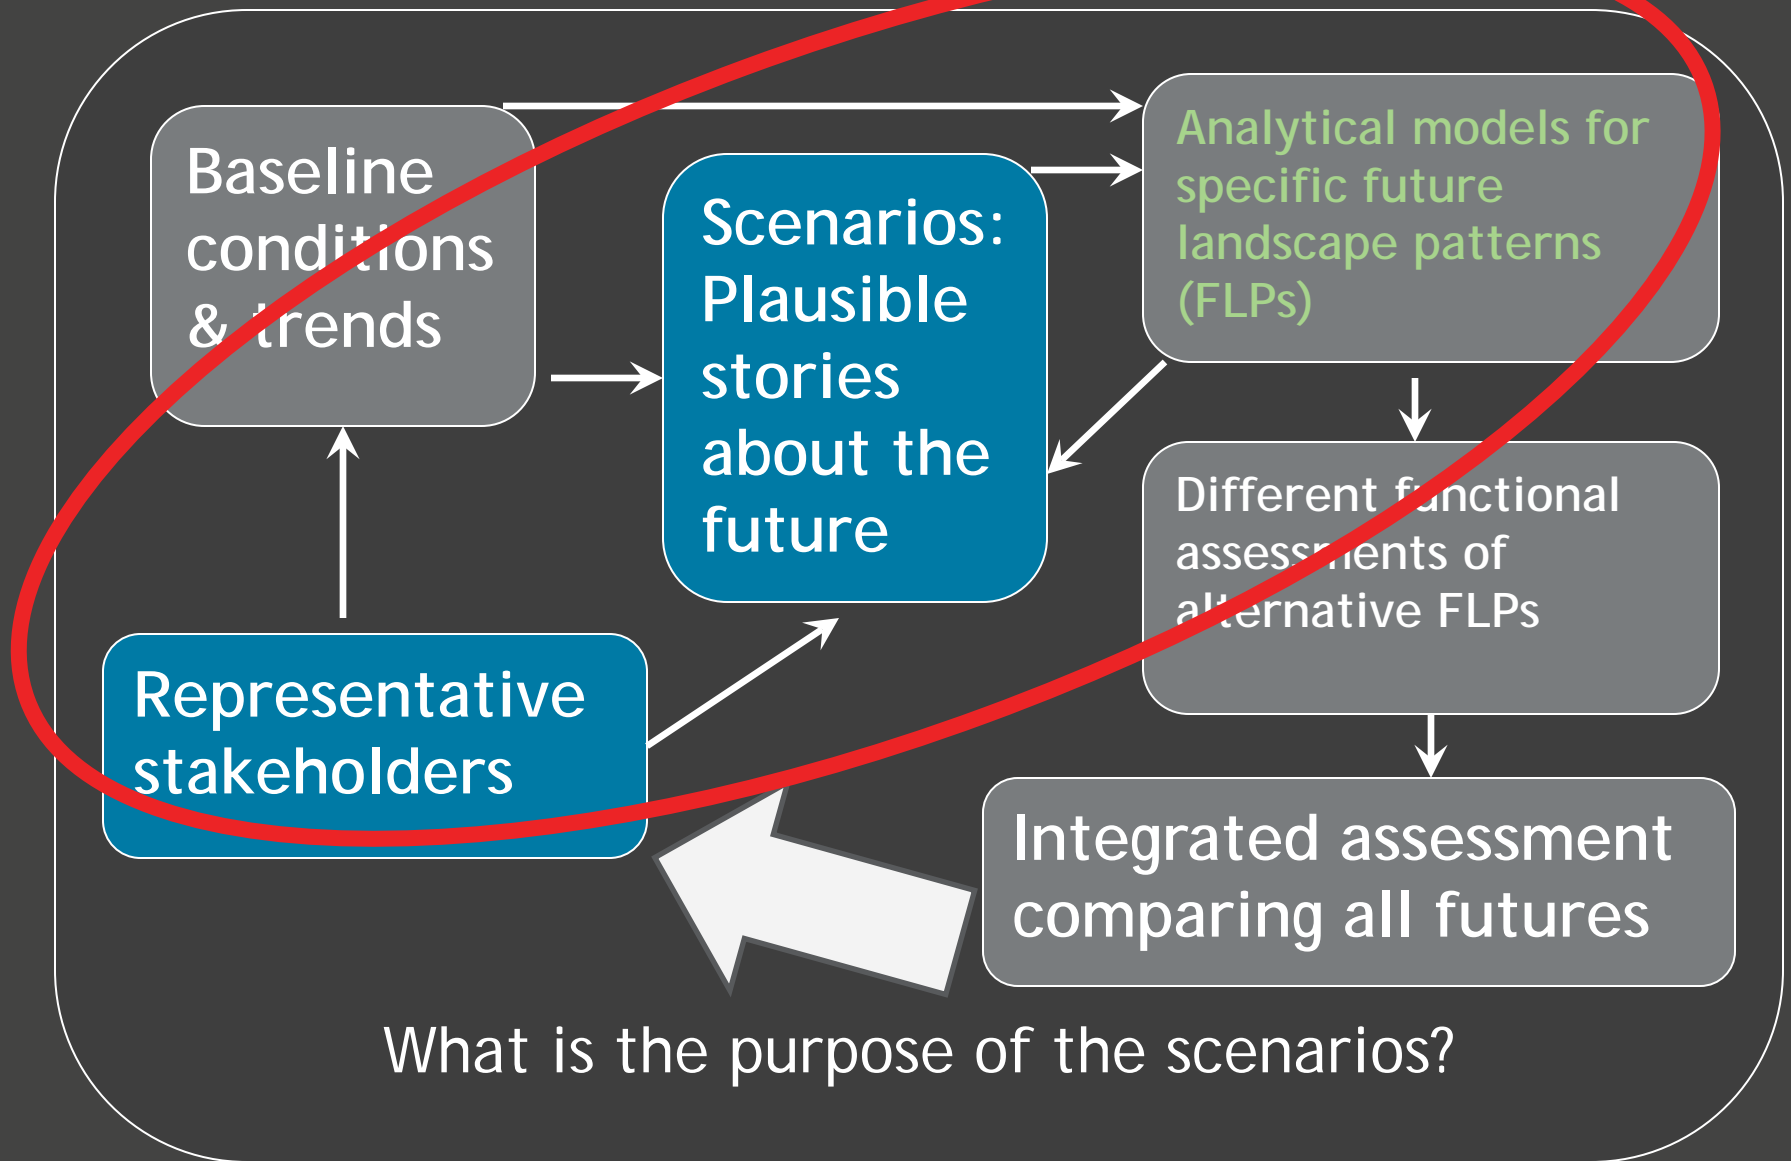 Baseline
conditions
& trends
Scenarios:
Plausible
stories
about the
future
Analytical models for
specific future
landscape patterns
(FLPs)
Different functional
assessments of
alternative FLPs
Representative
stakeholders
Integrated assessment
comparing all futures
What is the purpose of the scenarios?